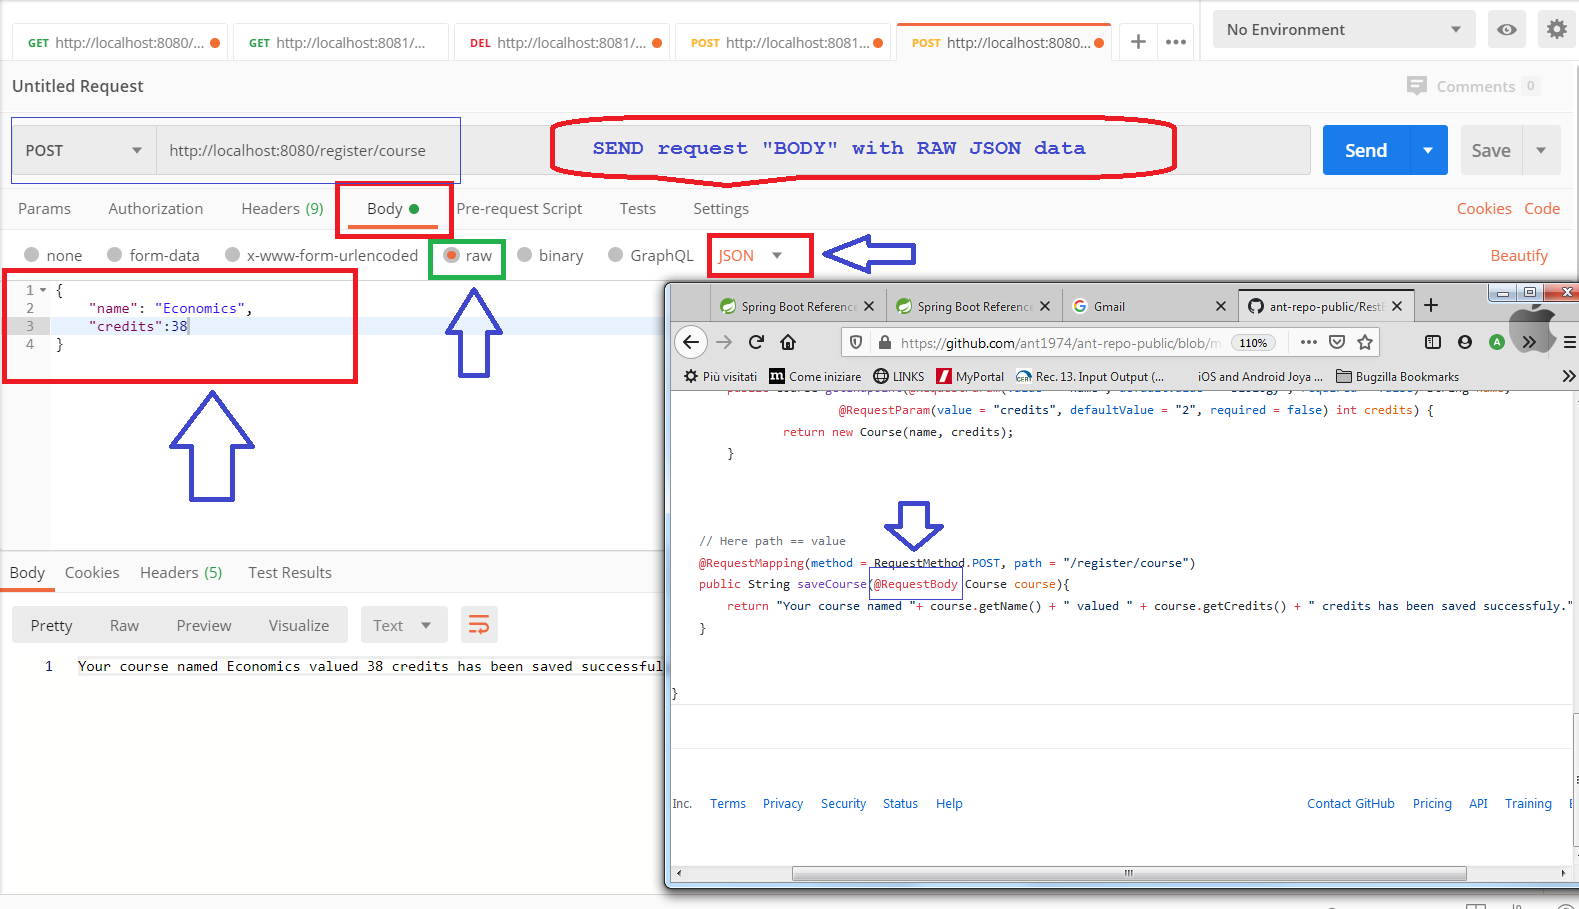 GET http://localhost:8080/...
GET http://localhost:8081/...
DEL http://localhost:8081/...
POST http://localhost:8081...
POST http://localhost:8080...
No Environment
Untitled Request
Comments 0
POST http://localhost:8080/register/course
SEND request "BODY" with RAW JSON data
Send
Save
Params Authorization Headers (9) Body Pre-request Script Tests Settings
Cookies Code
none form-data x-www-form-urlencoded raw binary GraphQL JSON
Beautify
1 {
2 "name": "Economics",
3 "credits":38
4 }
Spring Boot Reference
Spring Boot Reference
Gmail
ant-repo-public/RestE
https://github.com/ant1974/ant-repo-public/blob/m
110%
Più visitati Come iniziare LINKS MyPortal Rec. 13. Input Output (... iOS and Android Joya ... Bugzilla Bookmarks
@RequestParam(value = "credits", defaultValue = "2", required = false) int credits) {
return new Course(name, credits);
}
// Here path == value
@RequestMapping(method = RequestMethod.POST, path = "/register/course")
public String saveCourse(@RequestBody Course course){
return "Your course named "+ course.getName() + " valued " + course.getCredits() + " credits has been saved successfuly."
}
}
Inc. Terms Privacy Security Status Help
Contact GitHub Pricing API Training
Body Cookies Headers (5) Test Results
Pretty Raw Preview Visualize Text
1 Your course named Economics valued 38 credits has been saved successful